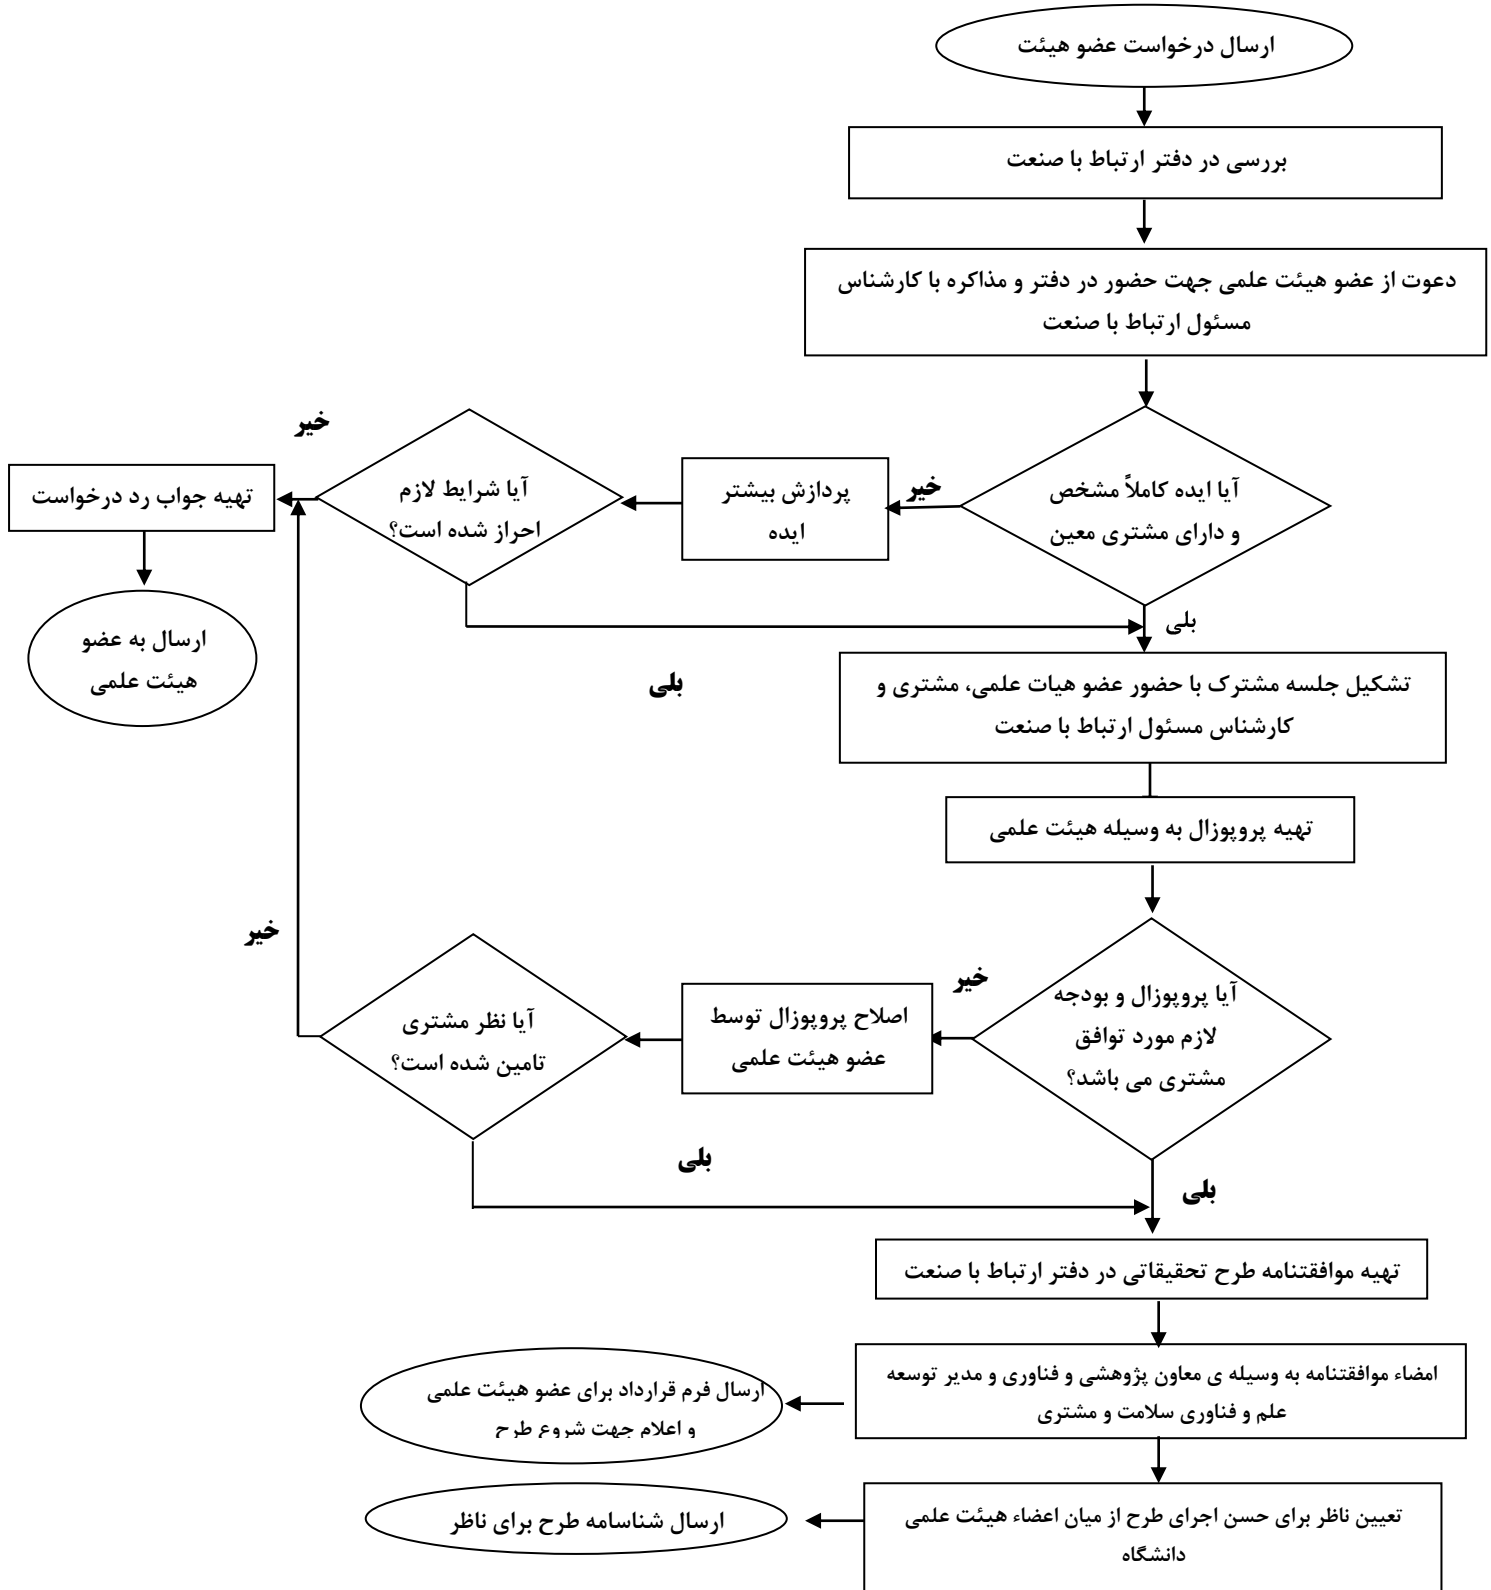 ارسال درخواست عضو هیئت
بررسی در دفتر ارتباط با صنعت
دعوت از عضو هیئت علمی جهت حضور در دفتر و مذاکره با کارشناس
مسئول ارتباط با صنعت
آیا ایده کاملاً مشخص
و دارای مشتری معین
خیر
بلی
پردازش بیشتر
ایده
آیا شرایط لازم
احراز شده است؟
خیر
بلی
تهیه جواب رد درخواست
ارسال به عضو
هیئت علمی
تشکیل جلسه مشترک با حضور عضو هیات علمی، مشتری و
کارشناس مسئول ارتباط با صنعت
تهیه پروپوزال به وسیله هیئت علمی
آیا پروپوزال و بودجه
لازم مورد توافق
مشتری می باشد؟
خیر
بلی
اصلاح پروپوزال توسط
عضو هیئت علمی
آیا نظر مشتری
تامین شده است؟
خیر
بلی
تهیه موافقتنامه طرح تحقیقاتی در دفتر ارتباط با صنعت
امضاء موافقتنامه به وسیله ی معاون پژوهشی و فناوری و مدیر توسعه
علم و فناوری سلامت و مشتری
ارسال فرم قرارداد برای عضو هیئت علمی
و اعلام جهت شروع طرح
تعیین ناظر برای حسن اجرای طرح از میان اعضاء هیئت علمی
دانشگاه
ارسال شناسامه طرح برای ناظر